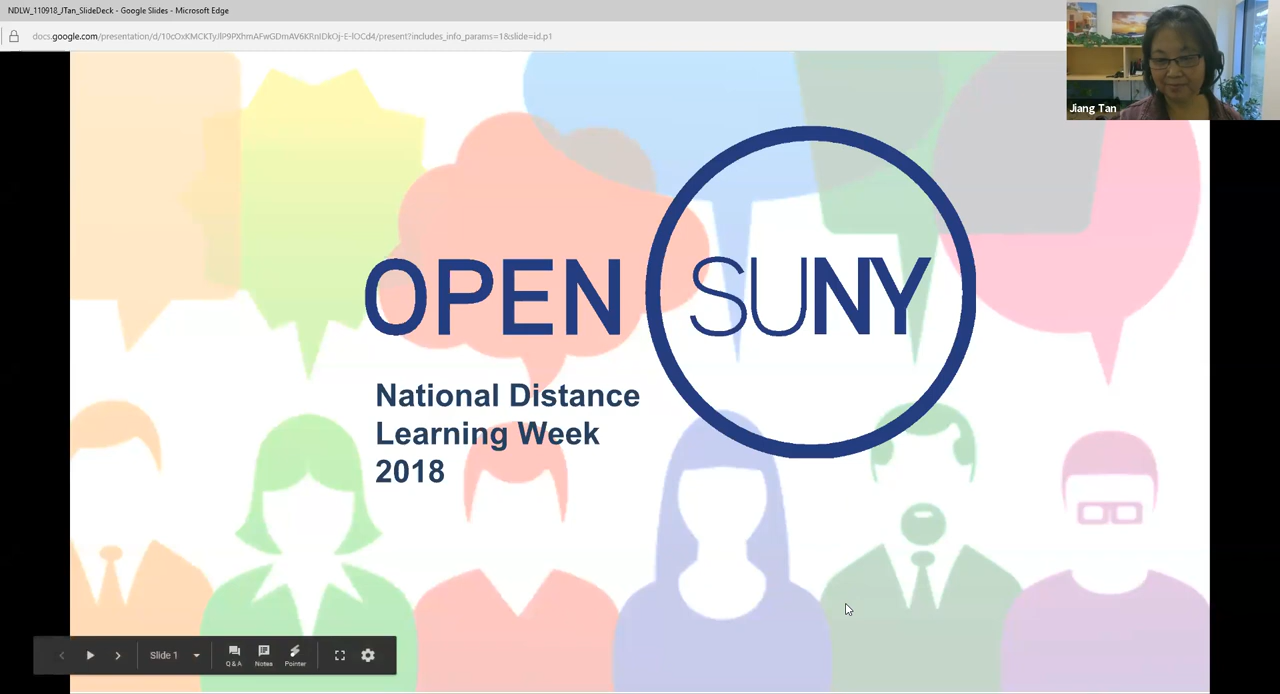 NDLW_110918_JTan_SlideDeck - Google Slides - Microsoft Edge
Jiang Tan
OPEN SUNY
National Distance
Learning Week
2018
Slide 1
Q & A
Notes
Pointer